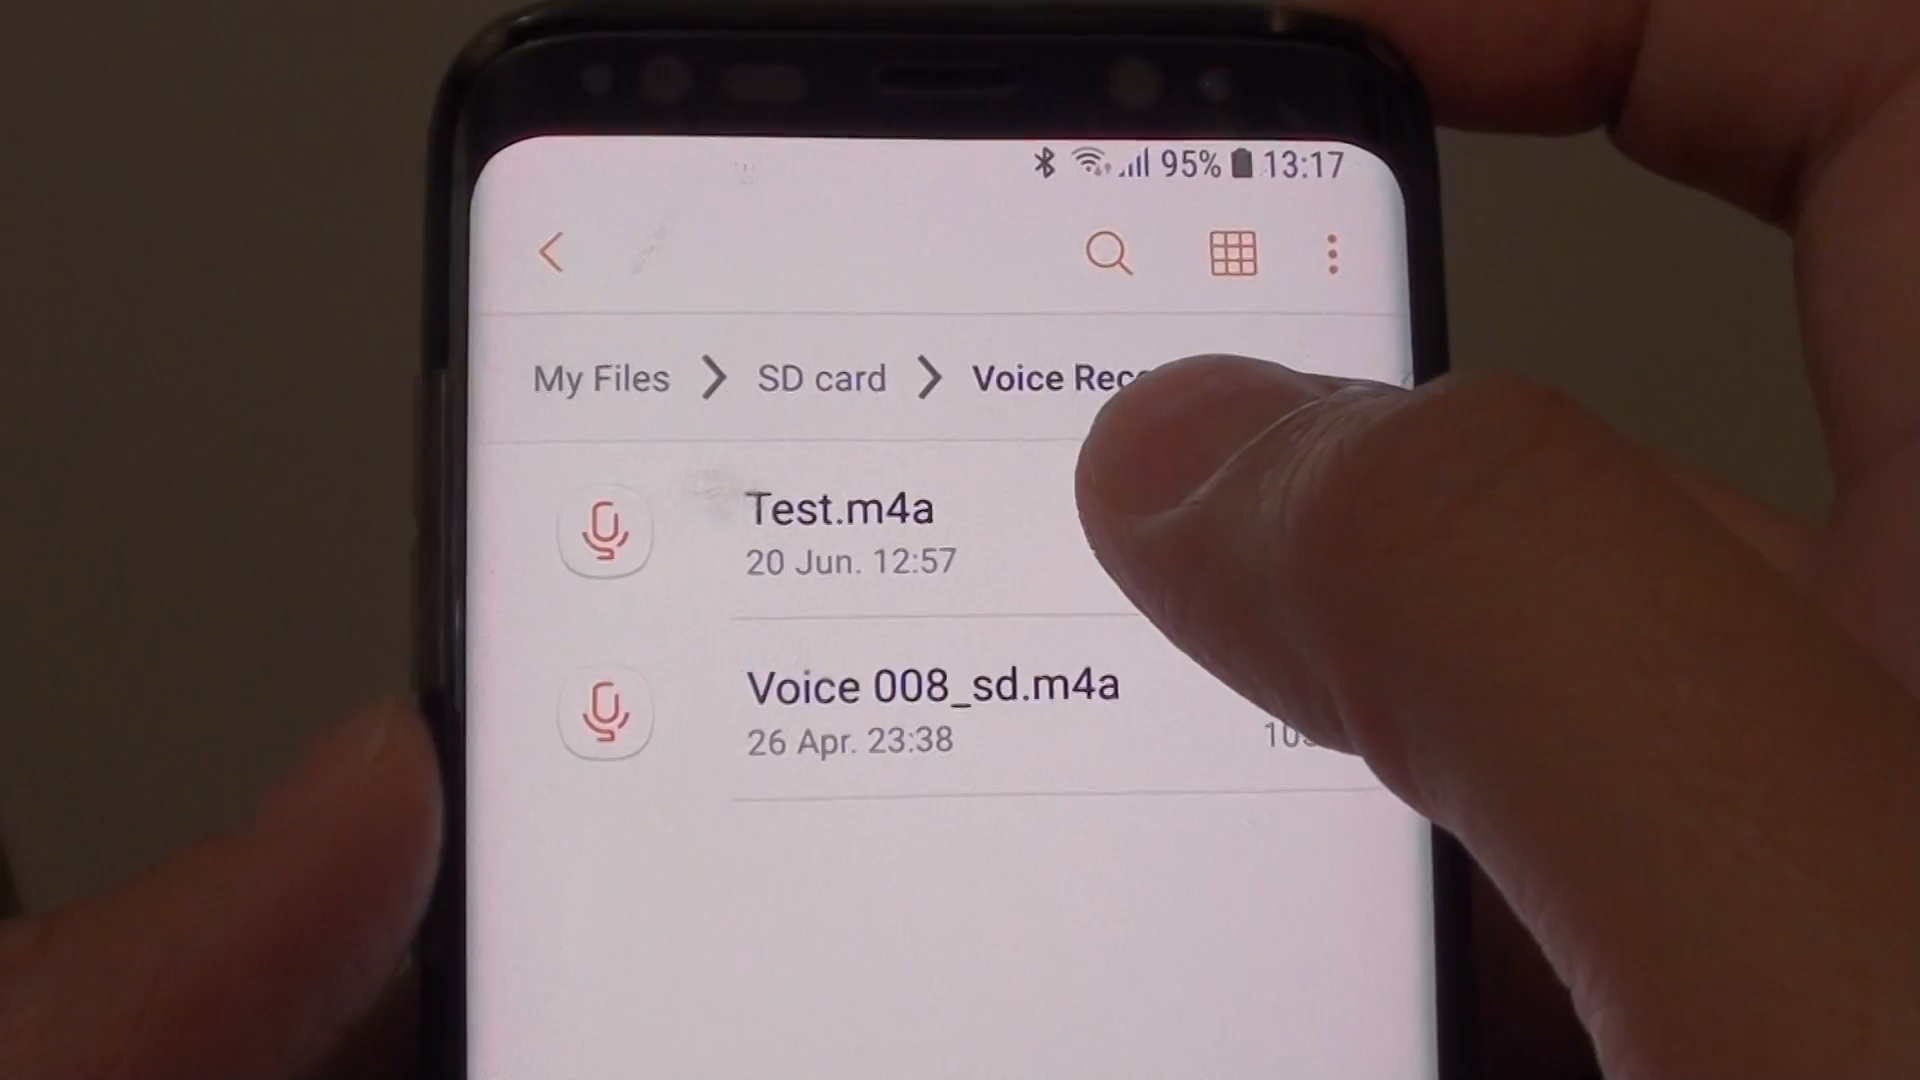 95% 13:17
My Files > SD card > Voice
Test.m4a
20 Jun. 12:57
Voice 008_sd.m4a
26 Apr. 23:38